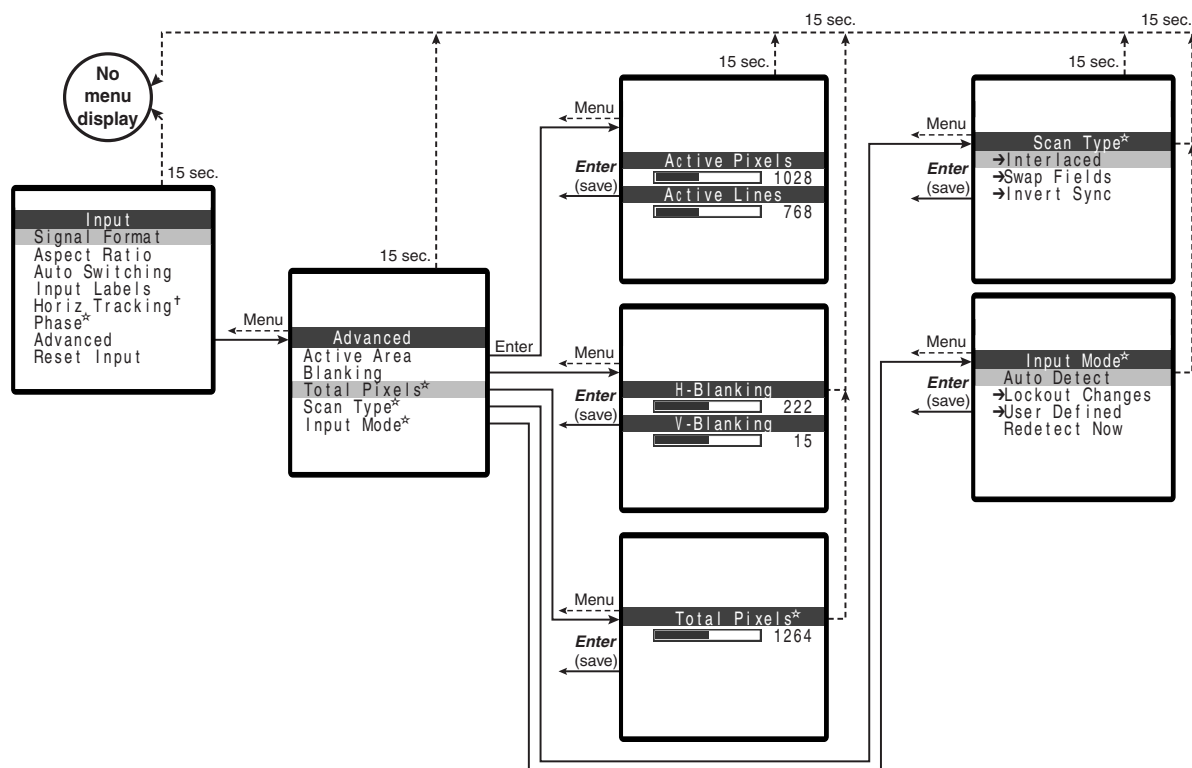 15 sec.
15 sec.
No
menu
display
15 sec.
15 sec.
15 sec.
15 sec.
Input
Signal Format
Aspect Ratio
Auto Switching
Input Labels
Horiz Tracking†
Phase☆
Advanced
Reset Input
Menu
Advanced
Active Area
Blanking
Total Pixels☆
Scan Type☆
Input Mode☆
Enter
Menu
Enter
(save)
Active Pixels
1028
Active Lines
768
Menu
Enter
(save)
H-Blanking
222
V-Blanking
15
Menu
Enter
(save)
Total Pixels☆
1264
Menu
Enter
(save)
Scan Type☆
➔Interlaced
➔Swap Fields
➔Invert Sync
Menu
Enter
(save)
Input Mode☆
Auto Detect
➔Lockout Changes
➔User Defined
Redetect Now